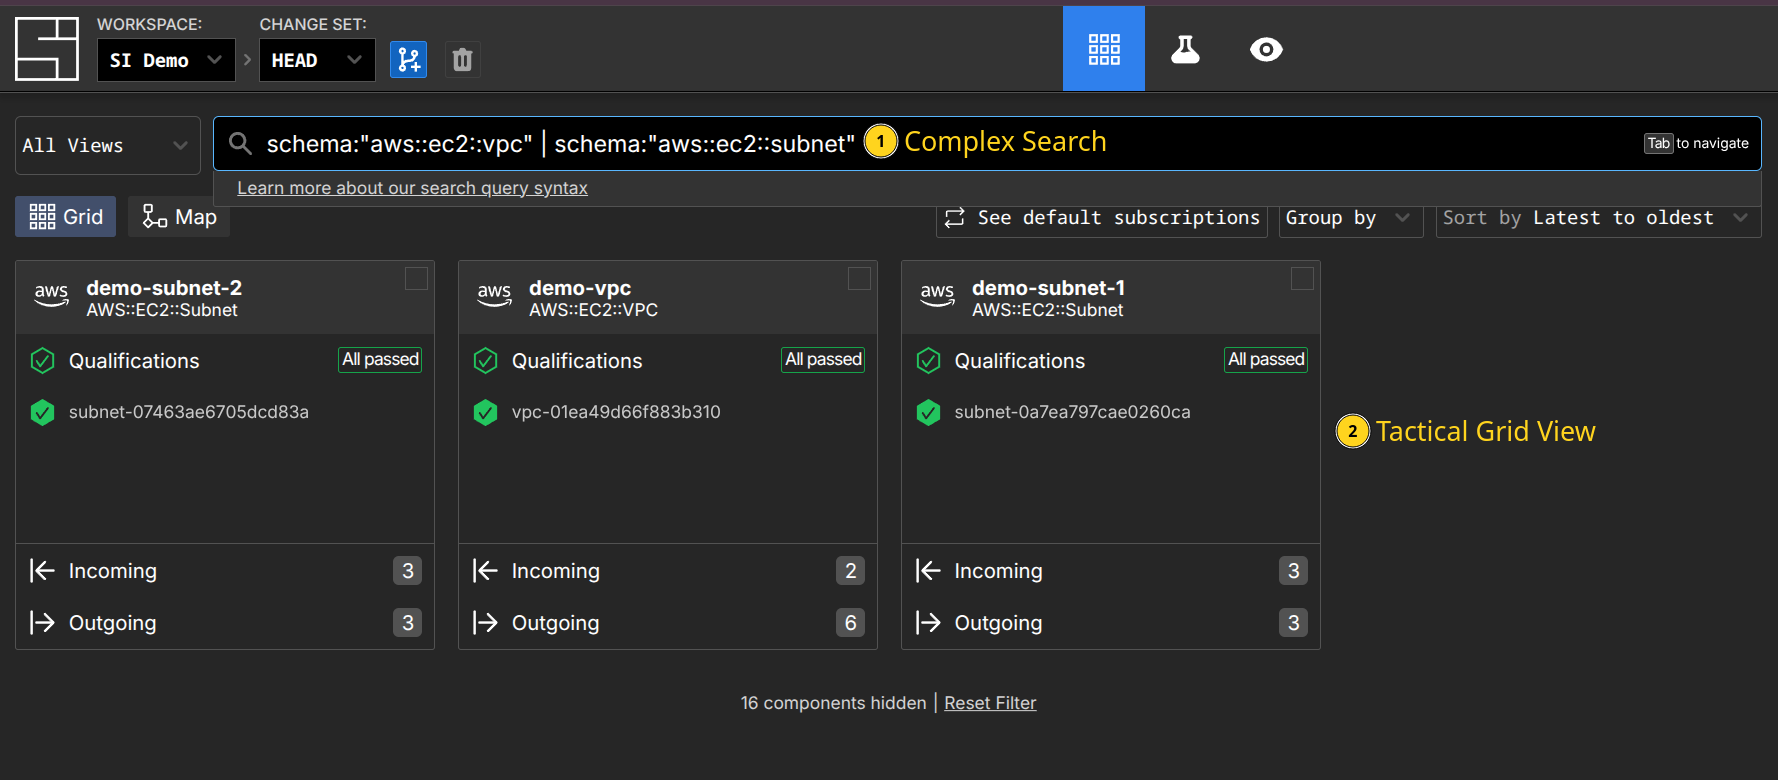 WORKSPACE: CHANGE SET:
SI Demo HEAD
All Views
schema:"aws::ec2::vpc" | schema:"aws::ec2::subnet" 1 Complex Search Tab to navigate
Learn more about our search query syntax
Grid Map See default subscriptions Group by Sort by Latest to oldest
aws demo-subnet-2
AWS::EC2::Subnet
Qualifications All passed
subnet-07463ae6705dcd83a
Incoming 3
Outgoing 3
aws demo-vpc
AWS::EC2::VPC
Qualifications All passed
vpc-01ea49d66f883b310
Incoming 2
Outgoing 6
aws demo-subnet-1
AWS::EC2::Subnet
Qualifications All passed
subnet-0a7ea797cae0260ca
Incoming 3
Outgoing 3
2 Tactical Grid View
16 components hidden | Reset Filter